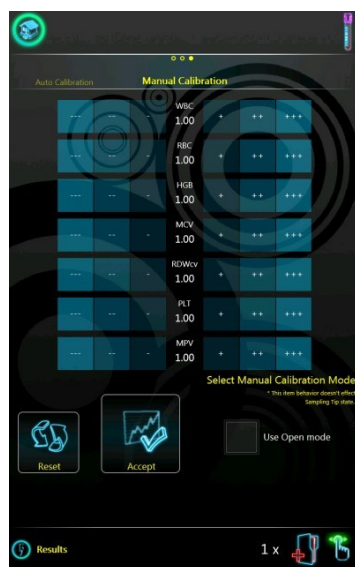 Auto Calibration Manual Calibration
WBC
--- -- - 1.00 + ++ +++
RBC
--- -- - 1.00 + ++ +++
HGB
--- -- - 1.00 + ++ +++
MCV
--- -- - 1.00 + ++ +++
RDWcv
--- -- - 1.00 + ++ +++
PLT
--- -- - 1.00 + ++ +++
MPV
--- -- - 1.00 + ++ +++
Select Manual Calibration Mode
* This item behavior doesn't effect
Sampling Tip state.
Use Open mode
Reset Accept
Results 1 x